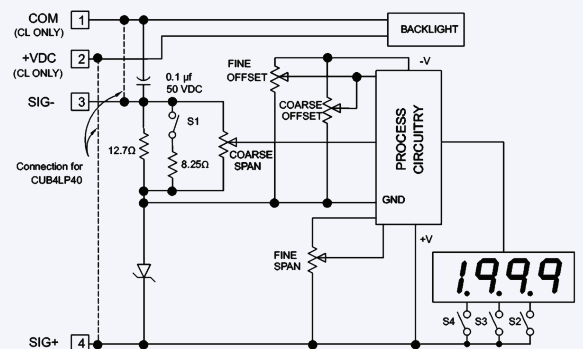 COM
(CL ONLY)
1
BACKLIGHT
+VDC
(CL ONLY)
2
0.1 µf
50 VDC
FINE
OFFSET
-V
SIG-
3
S1
COARSE
OFFSET
12.7Ω
8.25Ω
COARSE
SPAN
PROCESS
CIRCUITRY
Connection for
CUB4LP40
GND
FINE
SPAN
+V
1.9.9.9
S4
S3
S2
SIG+
4